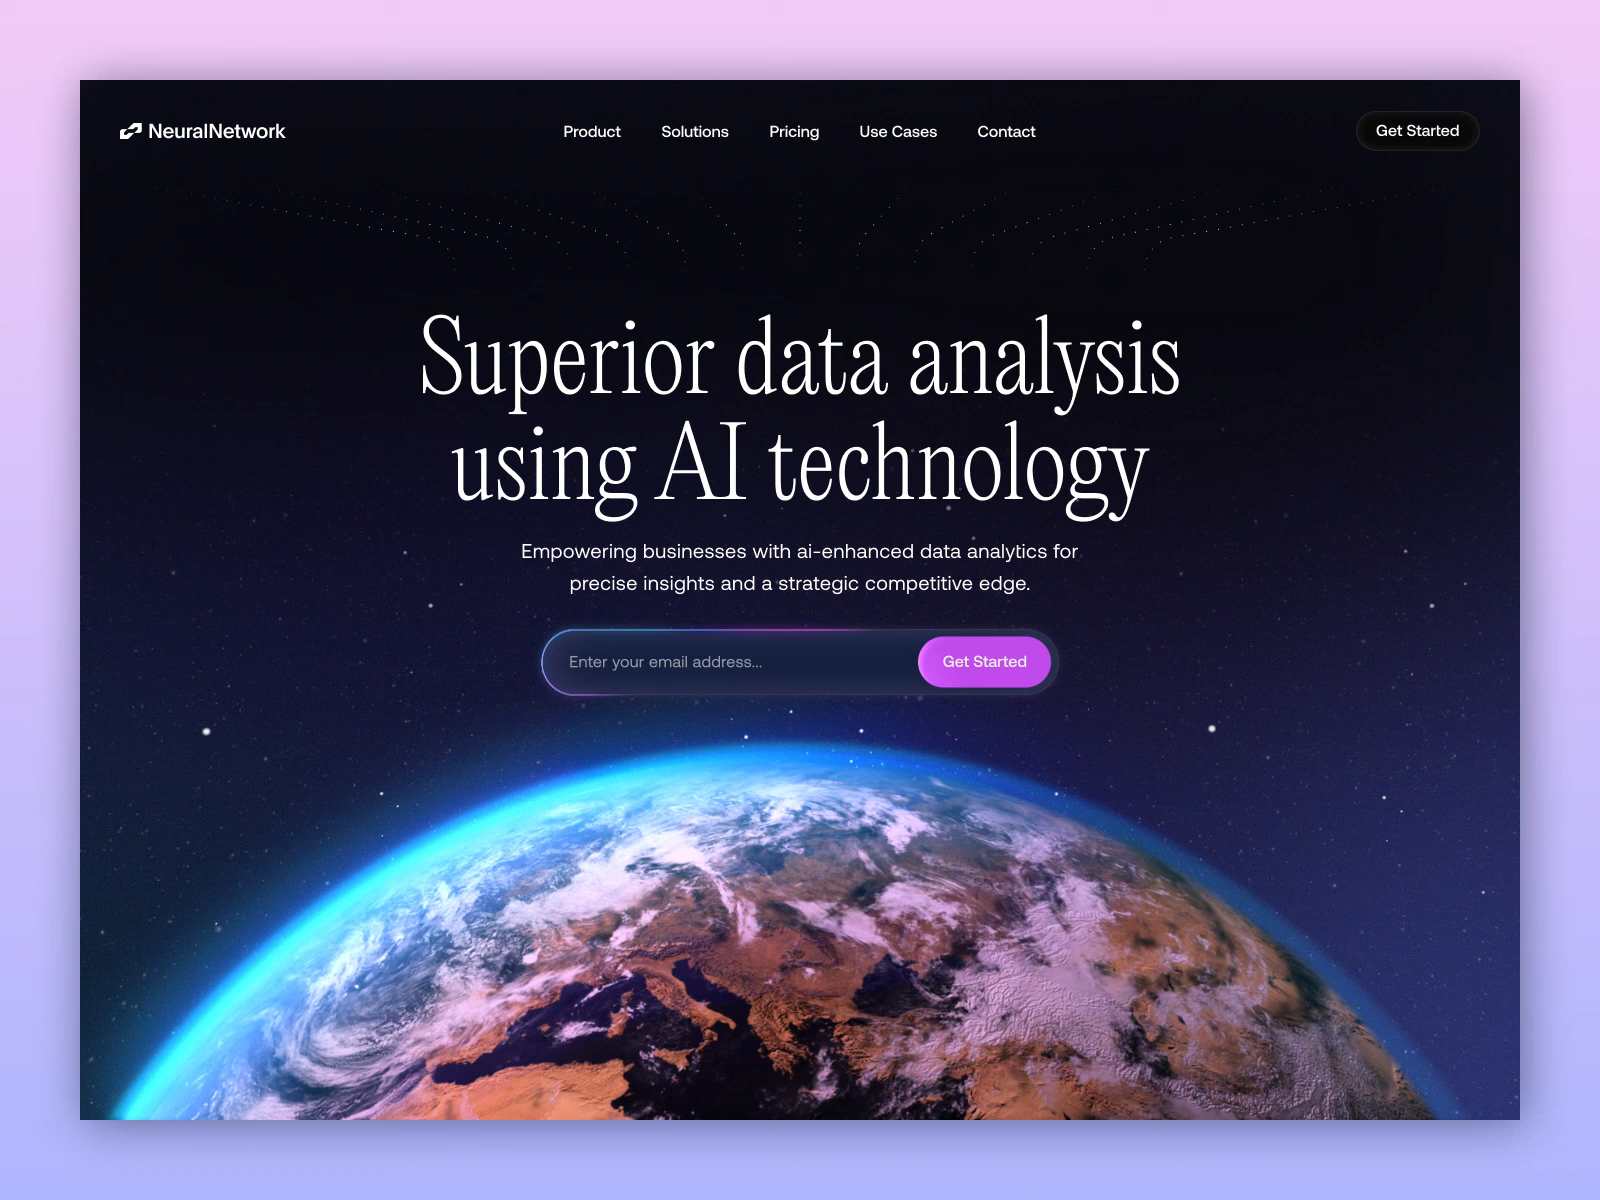 NeuralNetwork
Product
Solutions
Pricing
Use Cases
Contact
Get Started
Superior data analysis
using AI technology
Empowering businesses with ai-enhanced data analytics for
precise insights and a strategic competitive edge.
Enter your email address...
Get Started